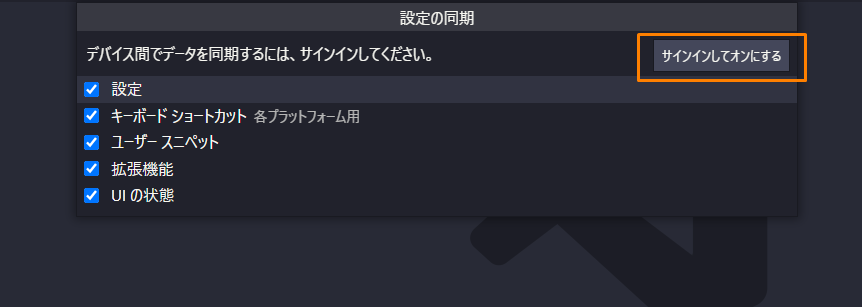 設定の同期
デバイス間でデータを同期するには、サインインしてください。 サインインしてオンにする
設定
キーボード ショートカット 各プラットフォーム用
ユーザー スニペット
拡張機能
UI の状態